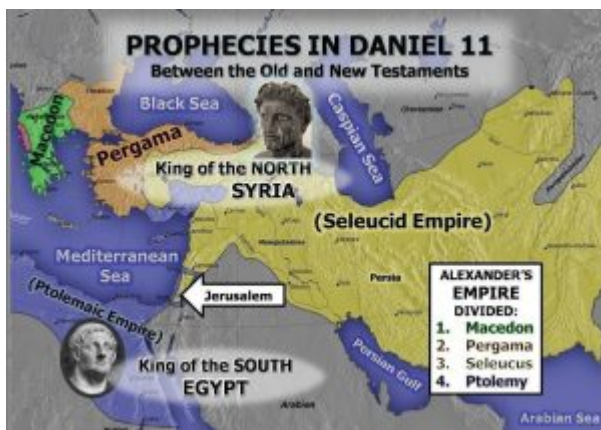 PROPHECIES IN DANIEL 11
Between the Old and New Testaments
Black Sea
Caspian Sea
Macedon
Pergama
King of the NORTH
SYRIA
(Seleucid Empire)
Mediterranean
Sea
Persia
(Ptolemaic Empire)
Jerusalem
ALEXANDER'S
EMPIRE
DIVIDED:
1. Macedon
2. Pergama
3. Seleucus
4. Ptolemy
King of the SOUTH
EGYPT
Persian Gulf
Arabian
Arabian Sea